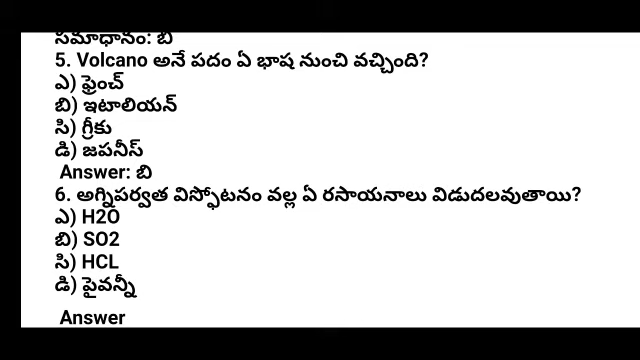 సమాధానం: బి
5. Volcano అనే పదం ఏ భాష నుంచి వచ్చింది?
ఎ) ఫ్రెంచ్
బి) ఇటాలియన్
సి) గ్రీకు
డి) జపనీస్
Answer: బి
6. అగ్నిపర్వత విస్ఫోటనం వల్ల ఏ రసాయనాలు విడుదలవుతాయి?
ఎ) H2O
బి) SO2
సి) HCL
డి) పైవన్నీ
Answer